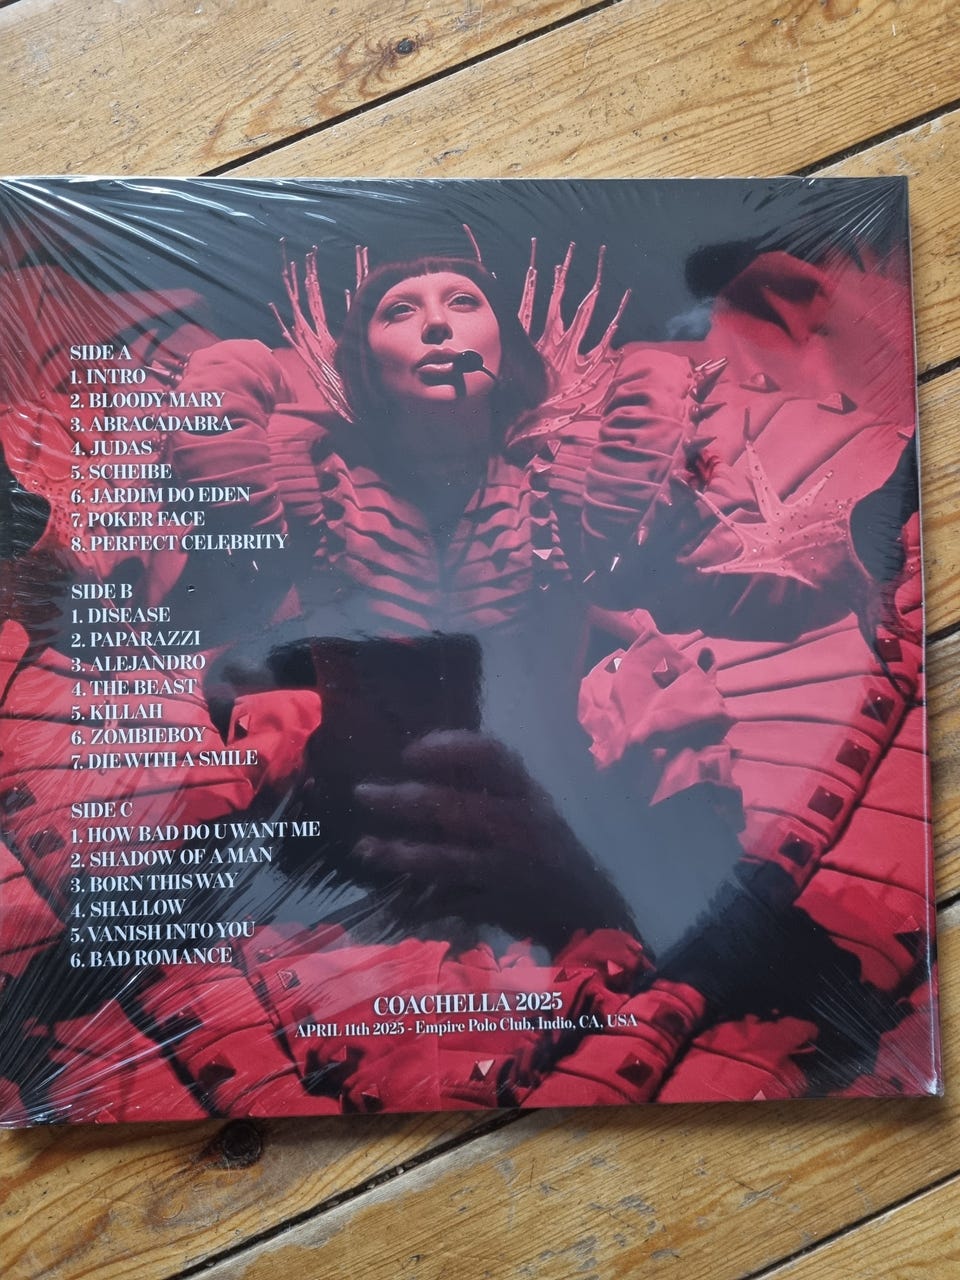 SIDE A
1. INTRO
2. BLOODY MARY
3. ABRACADABRA
4. JUDAS
5. SCHEIBE
6. JARDIM DO EDEN
7. POKER FACE
8. PERFECT CELEBRITY
SIDE B
1. DISEASE
2. PAPARAZZI
3. ALEJANDRO
4. THE BEAST
5. KILLAH
6. ZOMBIEBOY
7. DIE WITH A SMILE
SIDE C
1. HOW BAD DO U WANT ME
2. SHADOW OF A MAN
3. BORN THIS WAY
4. SHALLOW
5. VANISH INTO YOU
6. BAD ROMANCE
COACHELLA 2025
APRIL 11th 2025 - Empire Polo Club, Indio, CA, USA